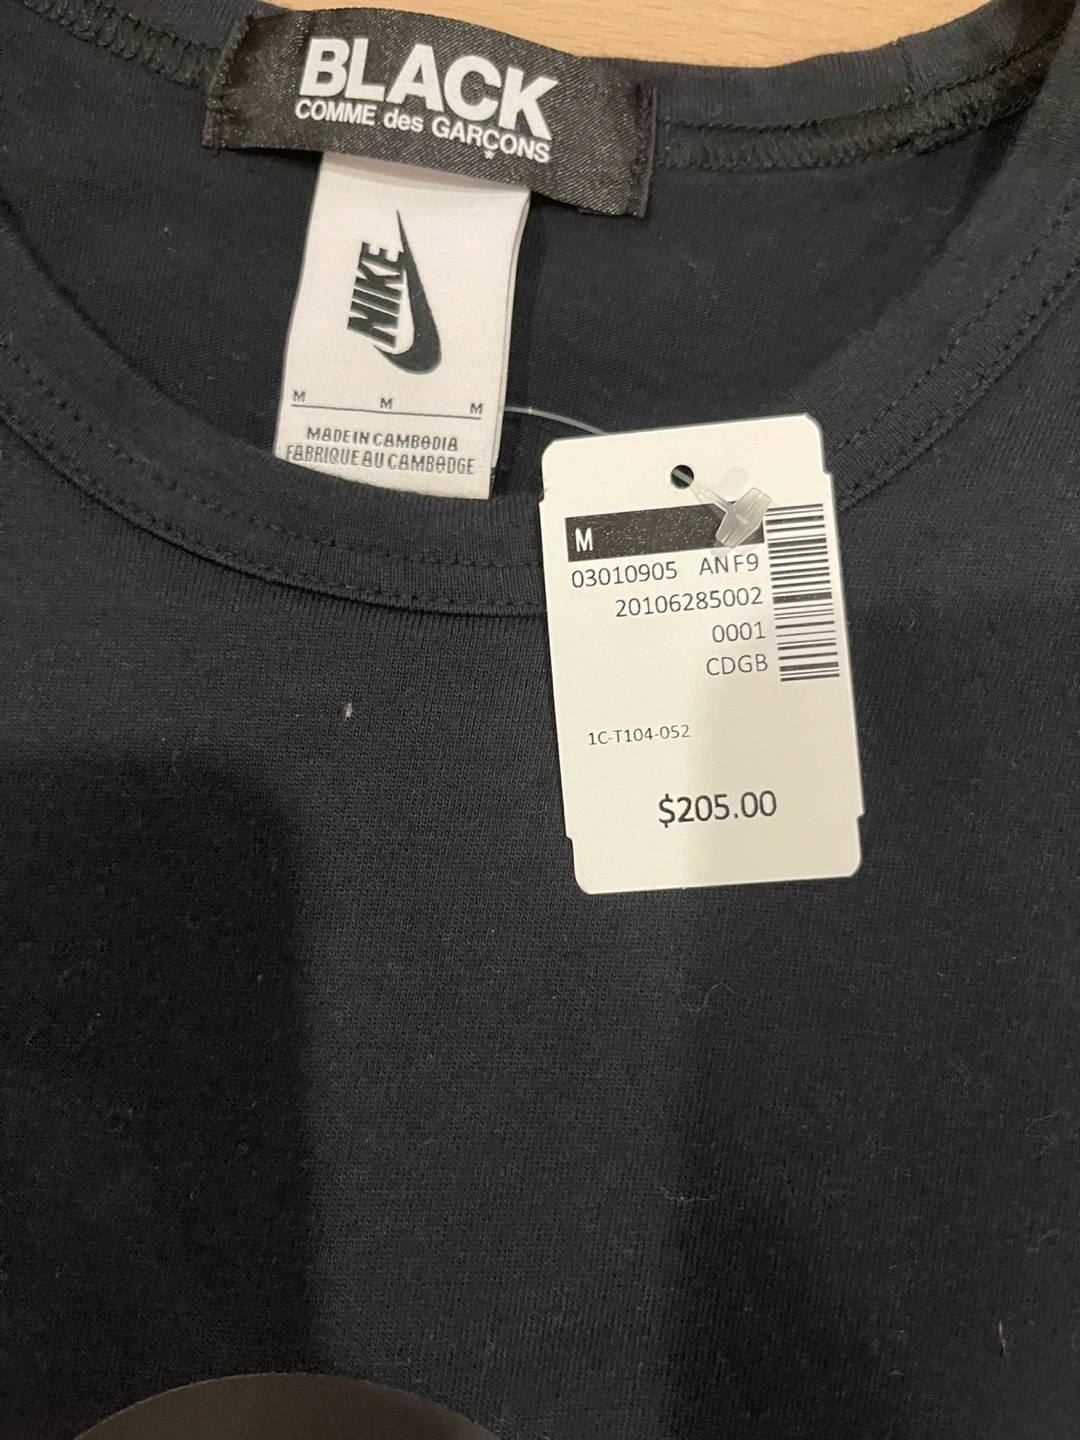 BLACK
COMME des GARÇONS
NIKE
M M M
MADE IN CAMBODIA
FABRIQUE AU CAMBODGE
M
03010905 ANF9
20106285002
0001
CDGB
1C-T104-052
$205.00